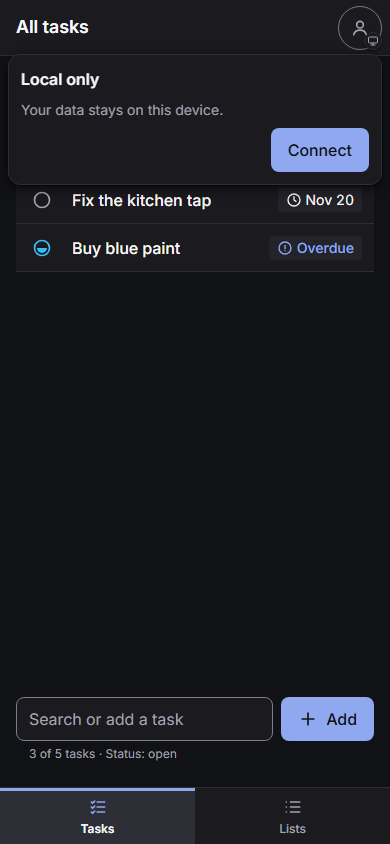 All tasks
Local only
Your data stays on this device.
Connect
Fix the kitchen tap Nov 20
Buy blue paint Overdue
Search or add a task Add
3 of 5 tasks · Status: open
Tasks Lists